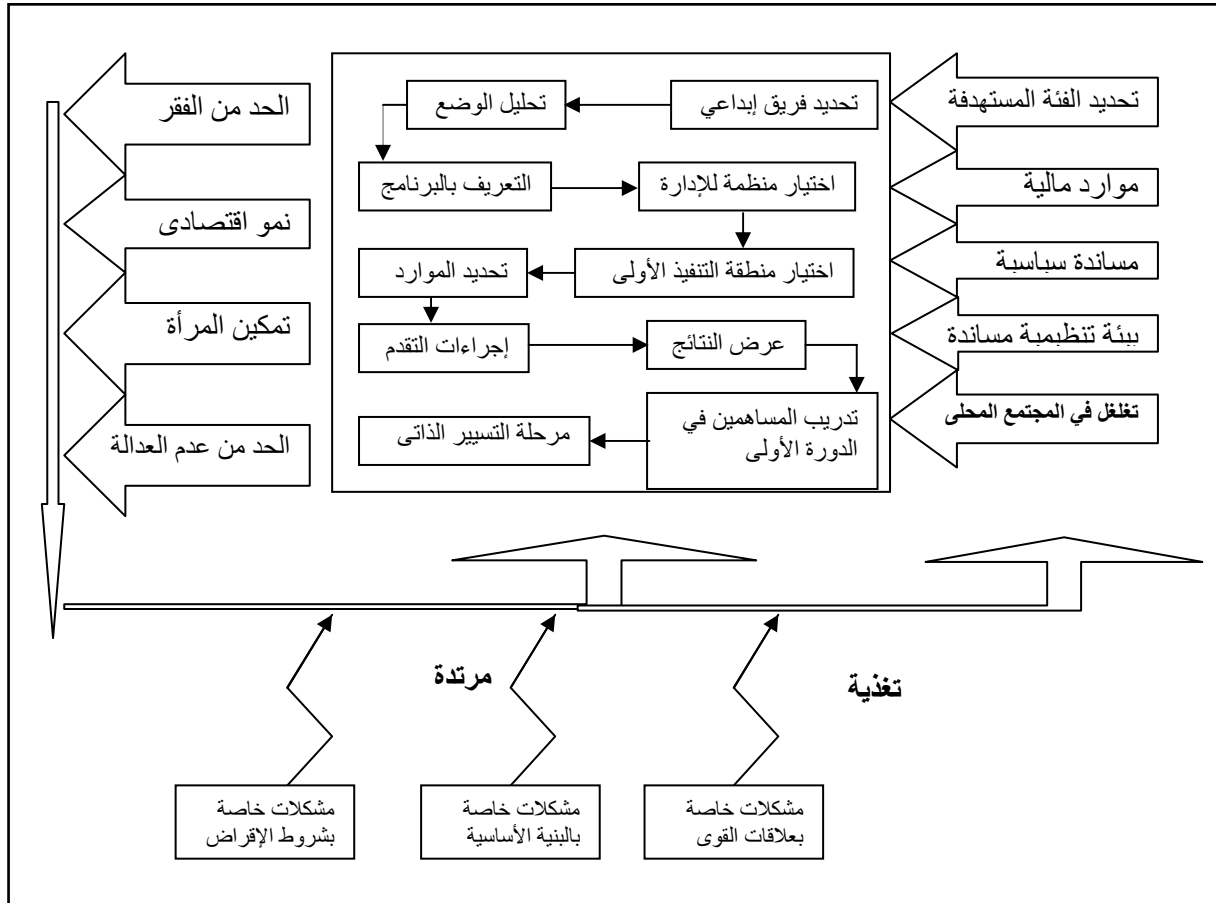 تحديد الفئة المستهدفة
موارد مالية
مساندة سياسية
بيئة تنظيمية مساندة
تغلغل في المجتمع المحلى
تحديد فريق إبداعي
تحليل الوضع
التعريف بالبرنامج
اختيار منظمة للإدارة
اختيار منطقة التنفيذ الأولى
تحديد الموارد
إجراءات التقدم
عرض النتائج
تدريب المساهمين في
الدورة الأولى
مرحلة التسيير الذاتى
الحد من الفقر
نمو اقتصادى
تمكين المرأة
الحد من عدم العدالة
تغذية
مرتدة
مشكلات خاصة
بعلاقات القوى
مشكلات خاصة
بالبنية الأساسية
مشكلات خاصة
بشروط الإقراض